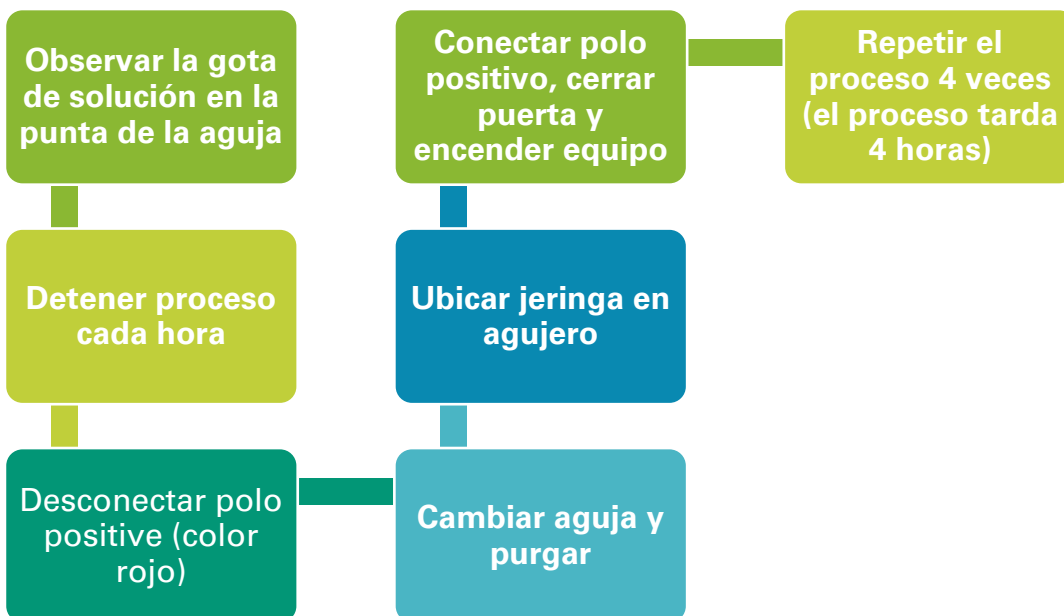 Observar la gota
de solución en la
punta de la aguja
Detener proceso
cada hora
Desconectar polo
positive (color
rojo)
Cambiar aguja y
purgar
Ubicar jeringa en
agujero
Conectar polo
positivo, cerrar
puerta y
encender equipo
Repetir el
proceso 4 veces
(el proceso tarda
4 horas)